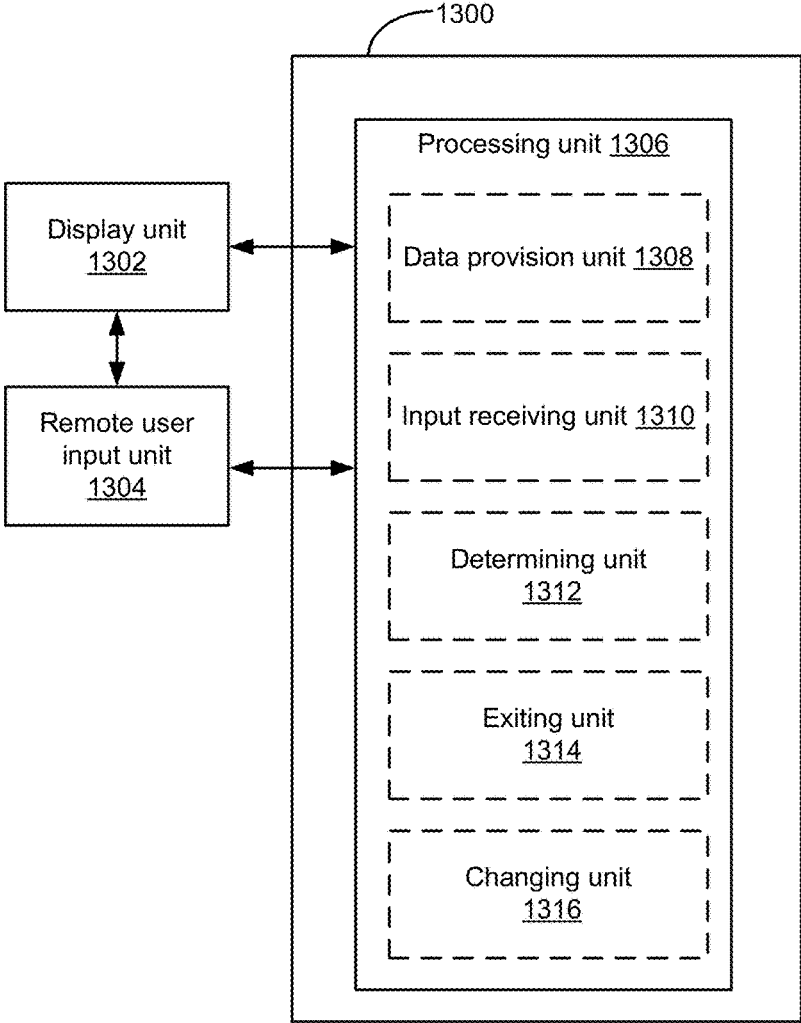 1300
Processing unit 1306
Display unit
1302
Data provision unit 1308
Remote user
input unit
1304
Input receiving unit 1310
Determining unit
1312
Exiting unit
1314
Changing unit
1316